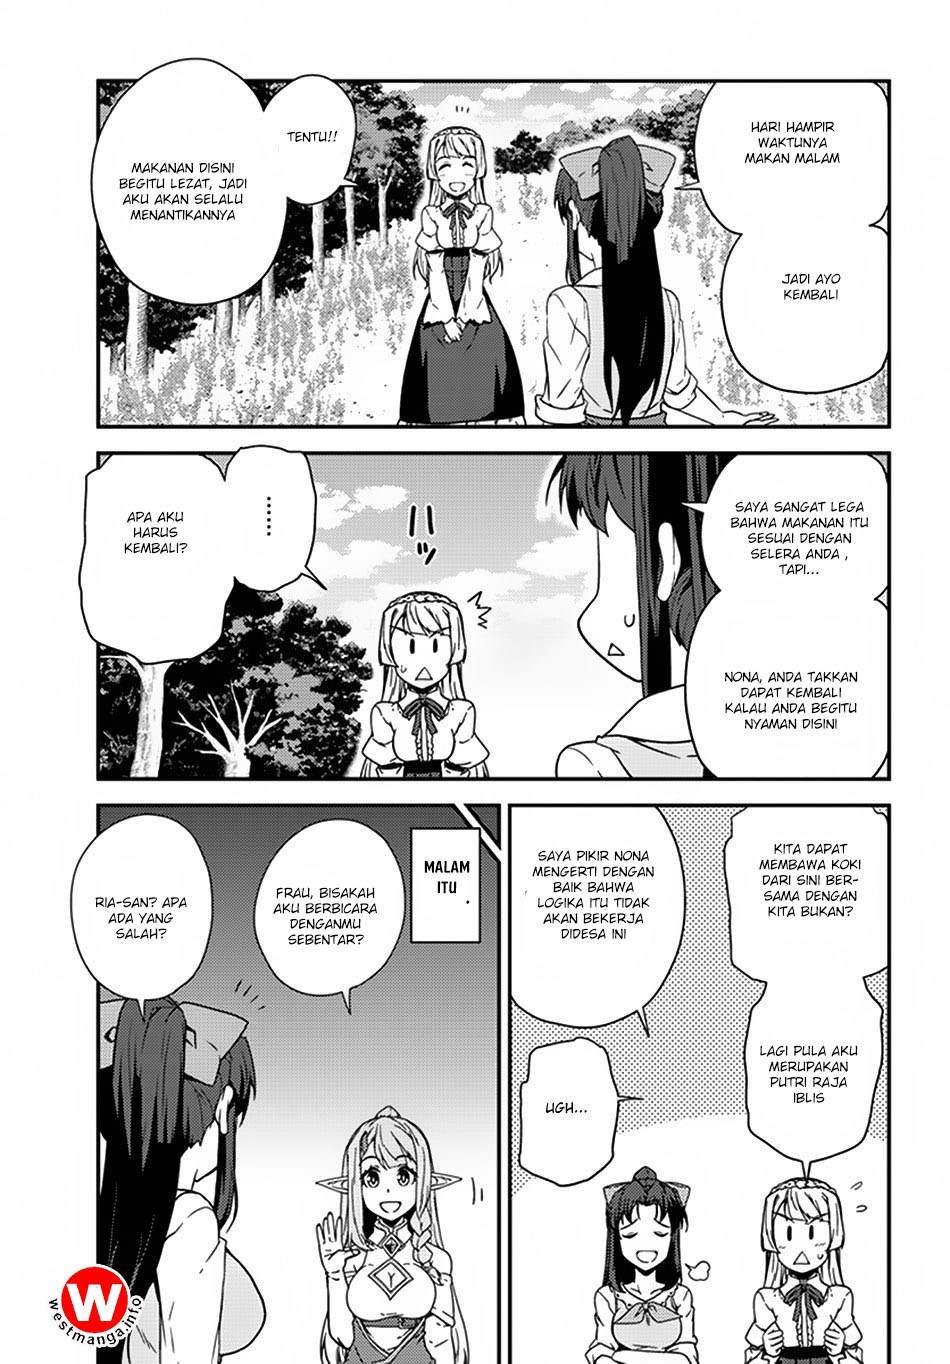 HARI HAMPIR
WAKTUNYA
MAKAN MALAM
JADI AYO
KEMBALI
TENTU!!
MAKANAN DISINI
BEGITU LEZAT, JADI
AKU AKAN SELALU
MENANTIKANNYA
SAYA SANGAT LEGA
BAHWA MAKANAN ITU
SESUAI DENGAN
SELERA ANDA ,
TAPI...
NONA, ANDA TAKKAN
DAPAT KEMBALI
KALAU ANDA BEGITU
NYAMAN DISINI
ハッ
.......
APA AKU
HARUS
KEMBALI?
KITA DAPAT
MEMBAWA KOKI
DARI SINI BER-
SAMA DENGAN
KITA BUKAN?
LAGI PULA AKU
MERUPAKAN
PUTRI RAJA
IBLIS
SAYA PIKIR NONA
MENGERTI DENGAN
BAIK BAHWA
LOGIKA ITU TIDAK
AKAN BEKERJA
DIDESA INI
UGH...
MALAM
ITU .
FRAU, BISAKAH
AKU BERBICARA
DENGANMU
SEBENTAR?
RIA-SAN? APA
ADA YANG
SALAH?
W
westmanga.info